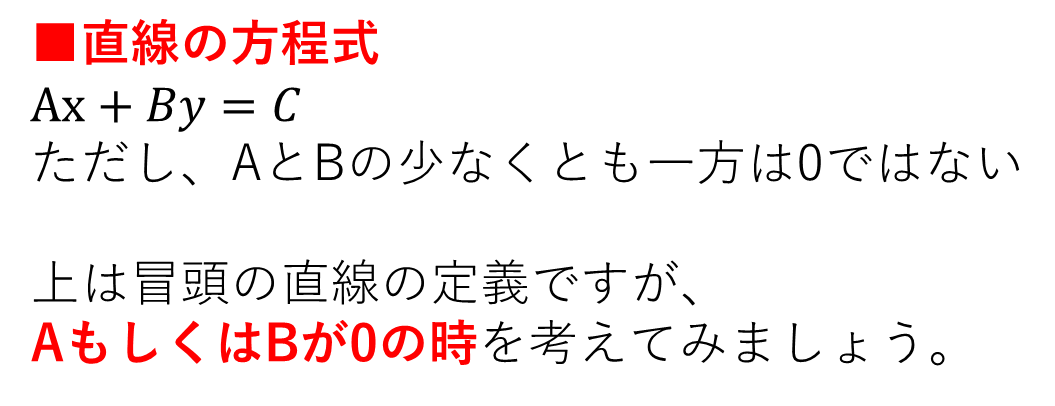 ■直線の方程式
Ax + By = C
ただし、AとBの少なくとも一方は0ではない
上は冒頭の直線の定義ですが、
AもしくはBが0の時を考えてみましょう。